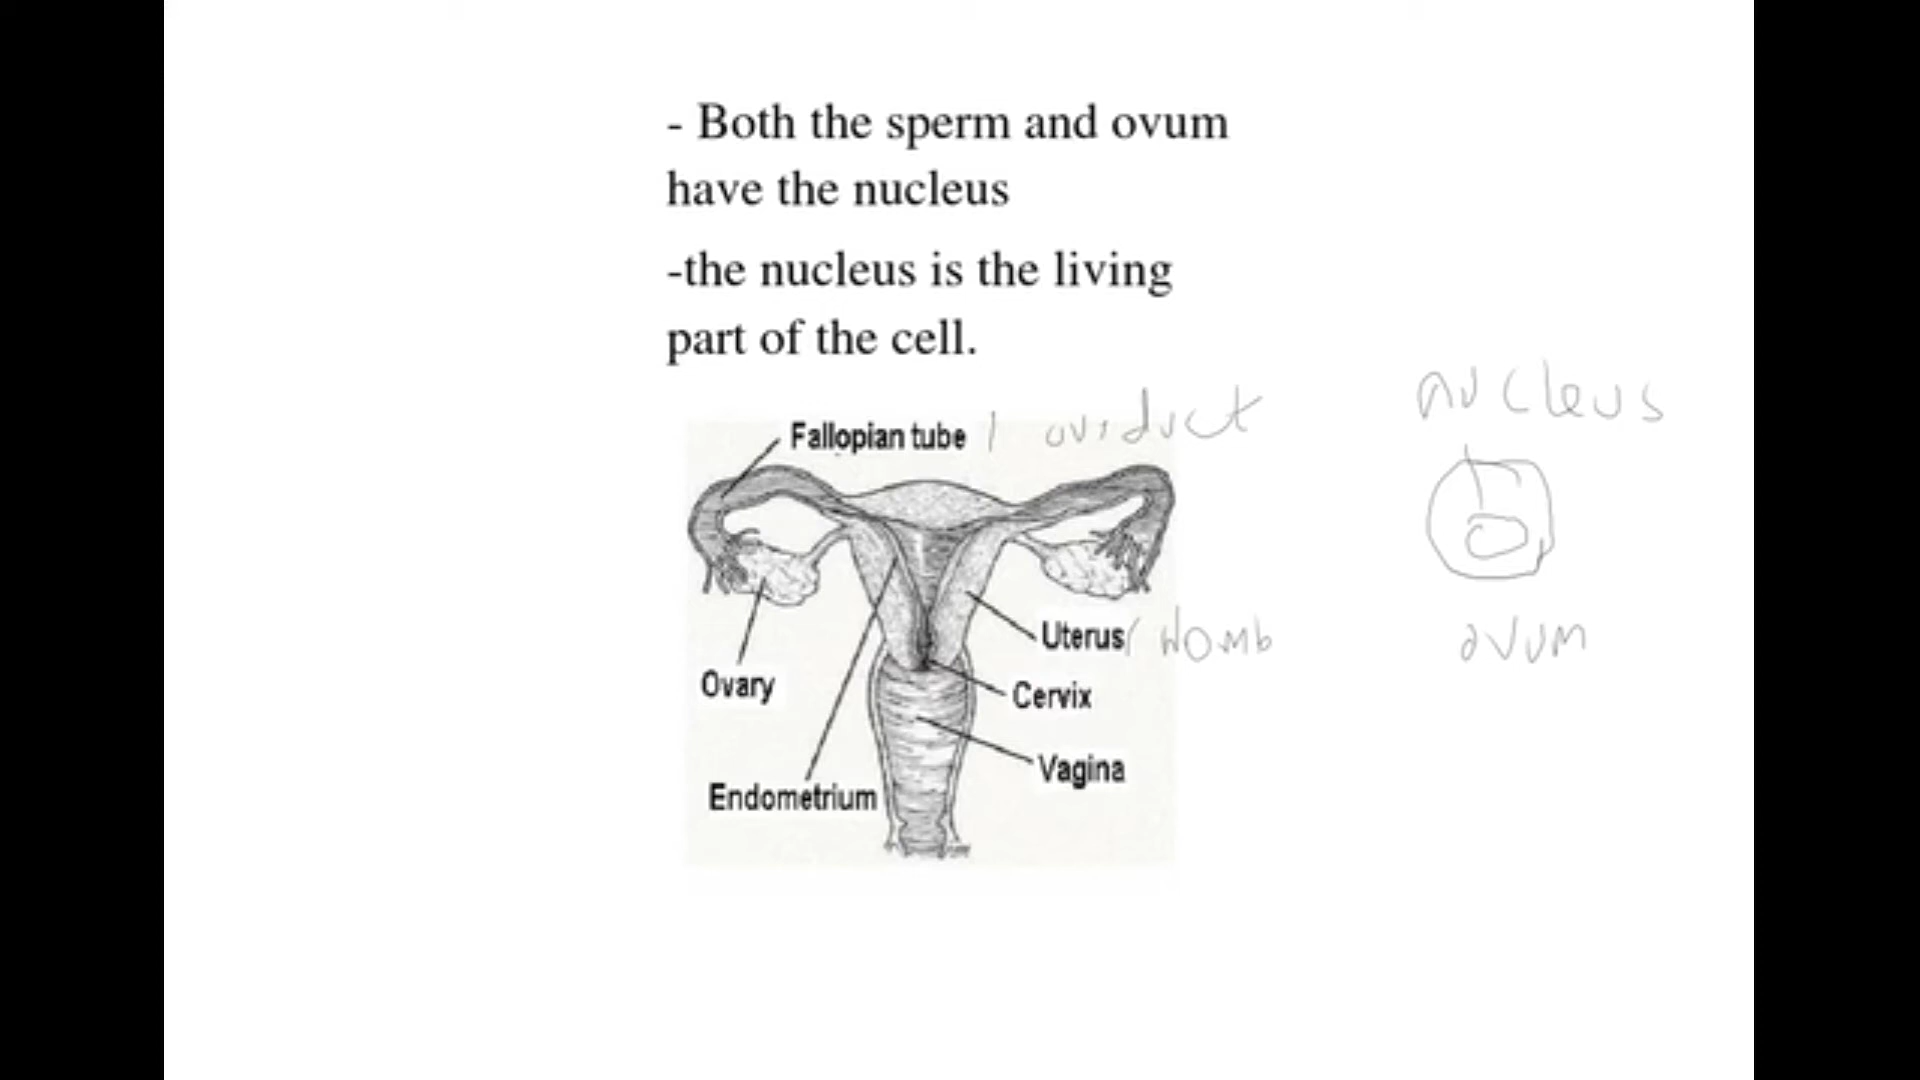 - Both the sperm and ovum
have the nucleus
-the nucleus is the living
part of the cell.
nucleus
Fallopian tube / oviduct
Uterus / womb
ovum
Ovary
Cervix
Vagina
Endometrium